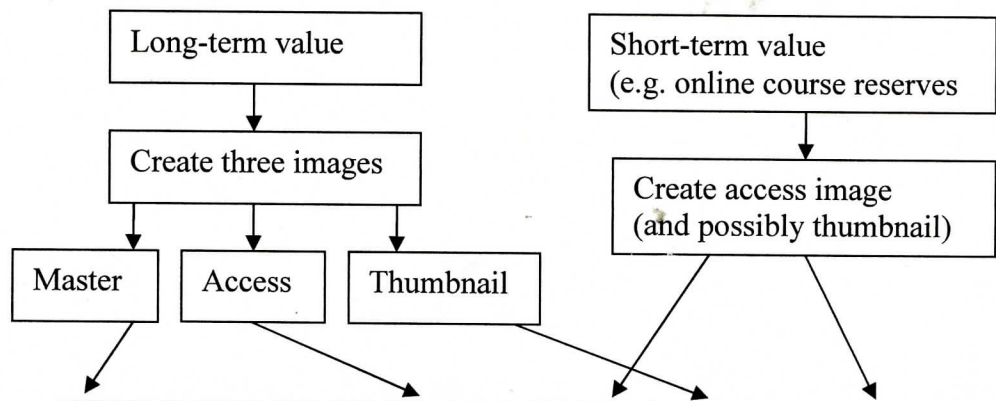 Long-term value
Short-term value
(e.g. online course reserves
Create three images
Create access image
(and possibly thumbnail)
Master
Access
Thumbnail